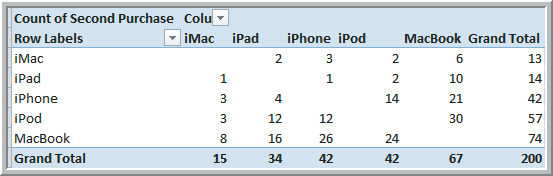 Count of Second Purchase Colu
Row Labels iMac iPad iPhone iPod MacBook Grand Total
iMac 2 3 2 6 13
iPad 1 1 2 10 14
iPhone 3 4 14 21 42
iPod 3 12 12 30 57
MacBook 8 16 26 24 74
Grand Total 15 34 42 42 67 200